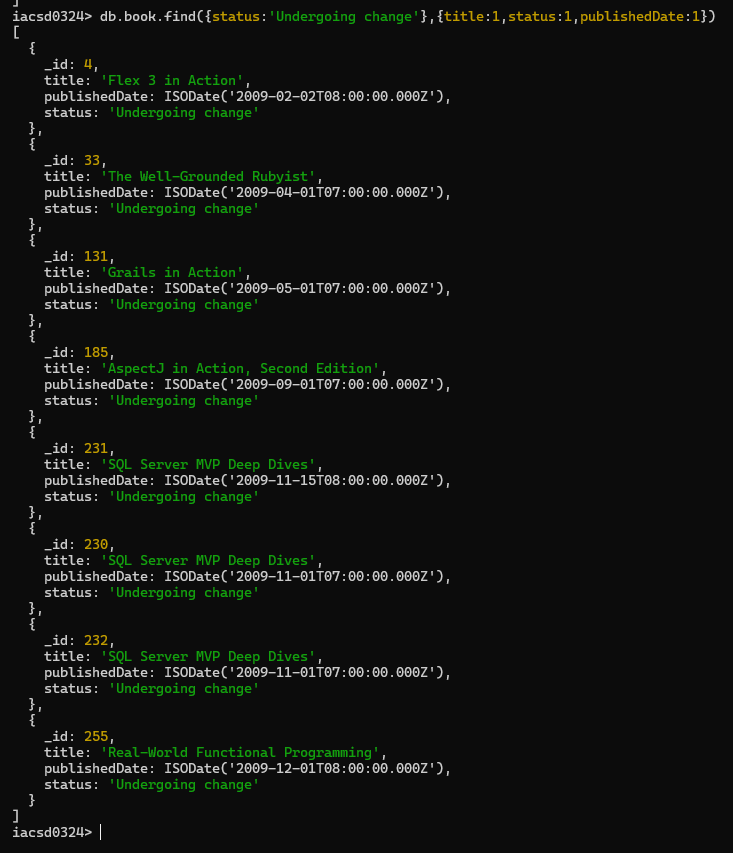 ]
iacsd0324> db.book.find({status:'Undergoing change'},{title:1,status:1,publishedDate:1})
[
  {
    _id: 4,
    title: 'Flex 3 in Action',
    publishedDate: ISODate('2009-02-02T08:00:00.000Z'),
    status: 'Undergoing change'
  },
  {
    _id: 33,
    title: 'The Well-Grounded Rubyist',
    publishedDate: ISODate('2009-04-01T07:00:00.000Z'),
    status: 'Undergoing change'
  },
  {
    _id: 131,
    title: 'Grails in Action',
    publishedDate: ISODate('2009-05-01T07:00:00.000Z'),
    status: 'Undergoing change'
  },
  {
    _id: 185,
    title: 'AspectJ in Action, Second Edition',
    publishedDate: ISODate('2009-09-01T07:00:00.000Z'),
    status: 'Undergoing change'
  },
  {
    _id: 231,
    title: 'SQL Server MVP Deep Dives',
    publishedDate: ISODate('2009-11-15T08:00:00.000Z'),
    status: 'Undergoing change'
  },
  {
    _id: 230,
    title: 'SQL Server MVP Deep Dives',
    publishedDate: ISODate('2009-11-01T07:00:00.000Z'),
    status: 'Undergoing change'
  },
  {
    _id: 232,
    title: 'SQL Server MVP Deep Dives',
    publishedDate: ISODate('2009-11-01T07:00:00.000Z'),
    status: 'Undergoing change'
  },
  {
    _id: 255,
    title: 'Real-World Functional Programming',
    publishedDate: ISODate('2009-12-01T08:00:00.000Z'),
    status: 'Undergoing change'
  }
]
iacsd0324>